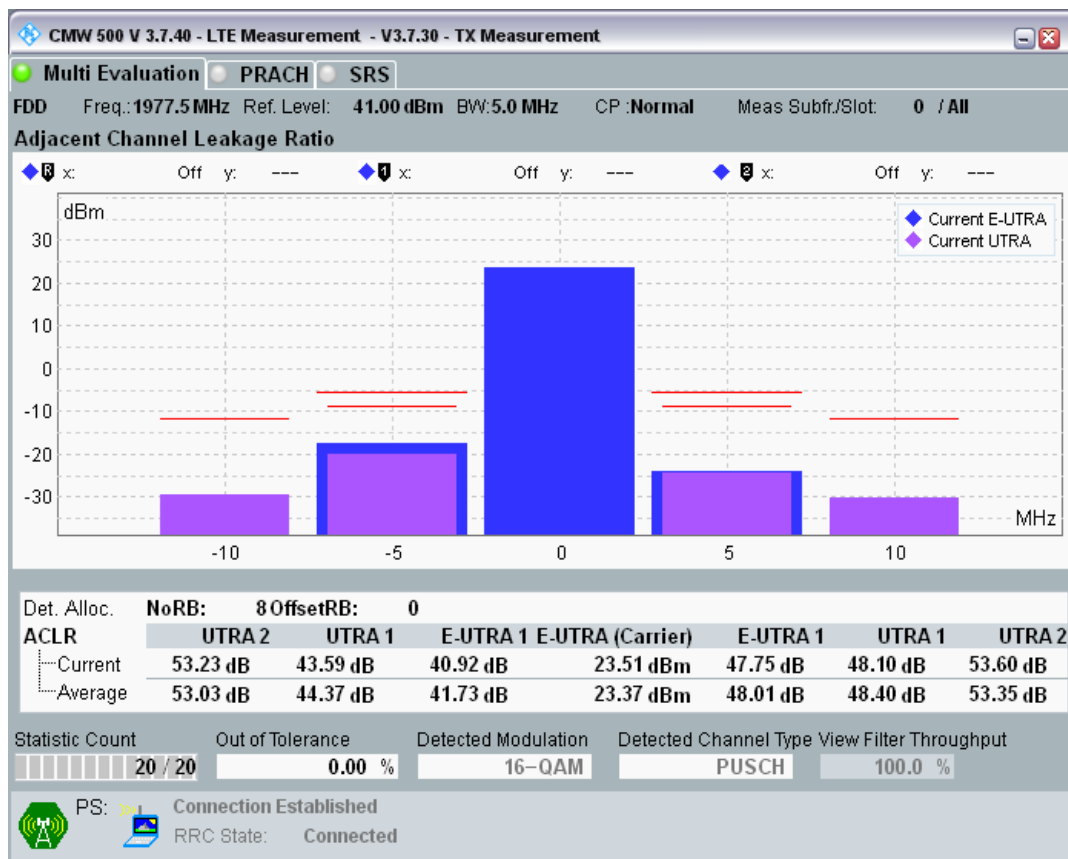 CMW 500 V 3.7.40 - LTE Measurement - V3.7.30 - TX Measurement
Multi Evaluation PRACH SRS
FDD Freq.:1977.5 MHz Ref. Level: 41.00 dBm BW:5.0 MHz CP :Normal Meas Subfr./Slot: 0 / All
Adjacent Channel Leakage Ratio
R x: Off y: --- 1 x: Off y: --- 2 x: Off y: ---
dBm
Current E-UTRA
Current UTRA
30
20
10
0
-10
-20
-30
MHz
-10 -5 0 5 10
Det. Alloc. NoRB: 8 OffsetRB: 0
ACLR UTRA 2 UTRA 1 E-UTRA 1 E-UTRA (Carrier) E-UTRA 1 UTRA 1 UTRA 2
Current 53.23 dB 43.59 dB 40.92 dB 23.51 dBm 47.75 dB 48.10 dB 53.60 dB
Average 53.03 dB 44.37 dB 41.73 dB 23.37 dBm 48.01 dB 48.40 dB 53.35 dB
Statistic Count Out of Tolerance Detected Modulation Detected Channel Type View Filter Throughput
20 / 20 0.00 % 16-QAM PUSCH 100.0 %
PS: Connection Established
RRC State: Connected